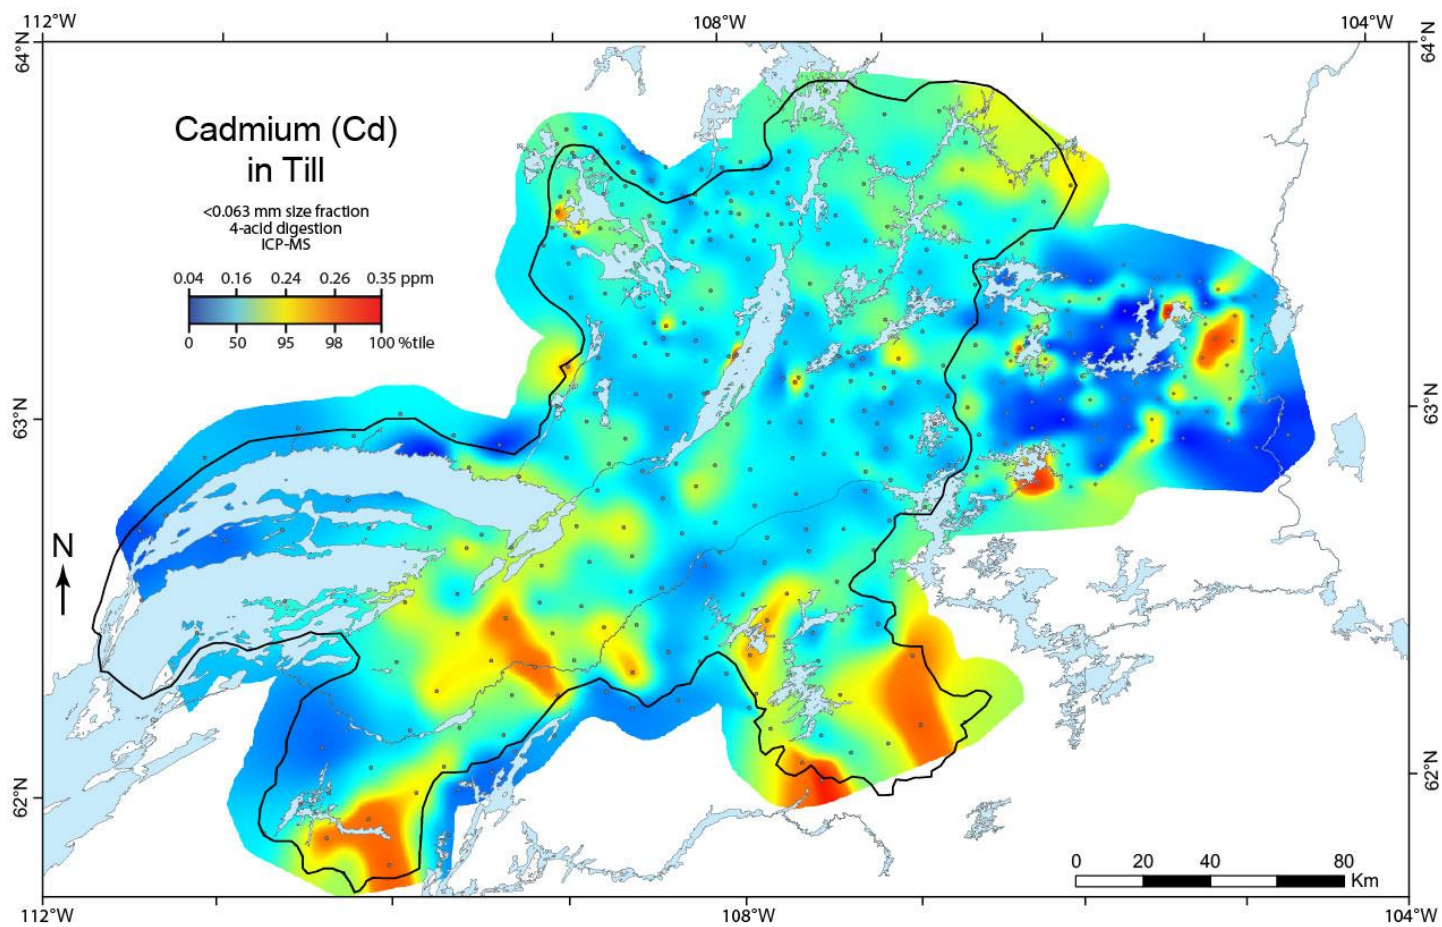 112°W 108°W 104°W
64°N 64°N
Cadmium (Cd)
in Till
<0.063 mm size fraction
4-acid digestion
ICP-MS
0.04 0.16 0.24 0.26 0.35 ppm
0 50 95 98 100 %tile
63°N 63°N
N
62°N 62°N
0 20 40 80
Km
112°W 108°W 104°W